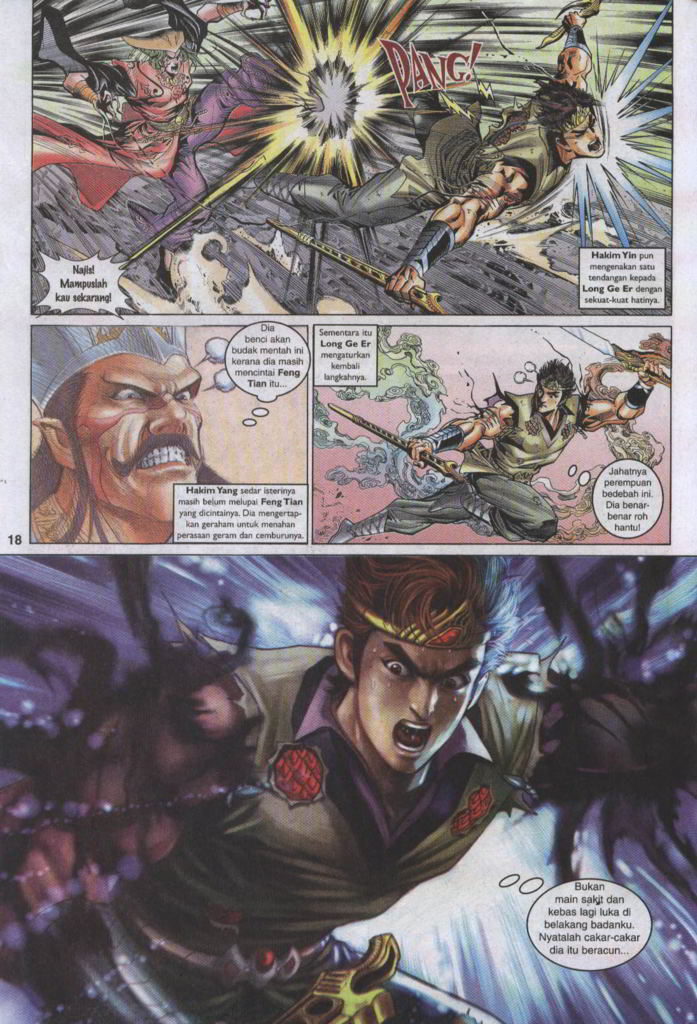 PANG!
Najis!
Mampuslah
kau sekarang!
Hakim Yin pun
mengenakan satu
tendangan kepada
Long Ge Er dengan
sekuat-kuat hatinya.
Dia
benci akan
budak mentah ini
kerana dia masih
mencintai Feng
Tian itu...
Hakim Yang sedar isterinya
masih belum melupai Feng Tian
yang dicintainya. Dia mengertap-
kan geraham untuk menahan
perasaan geram dan cemburunya.
Sementara itu
Long Ge Er
mengaturkan
kembali
langkahnya.
Jahatnya
perempuan
bedebah ini.
Dia benar-
benar roh
hantu!
18
Bukan
main sakit dan
kebas lagi luka di
belakang badanku.
Nyatalah cakar-cakar
dia itu beracun...